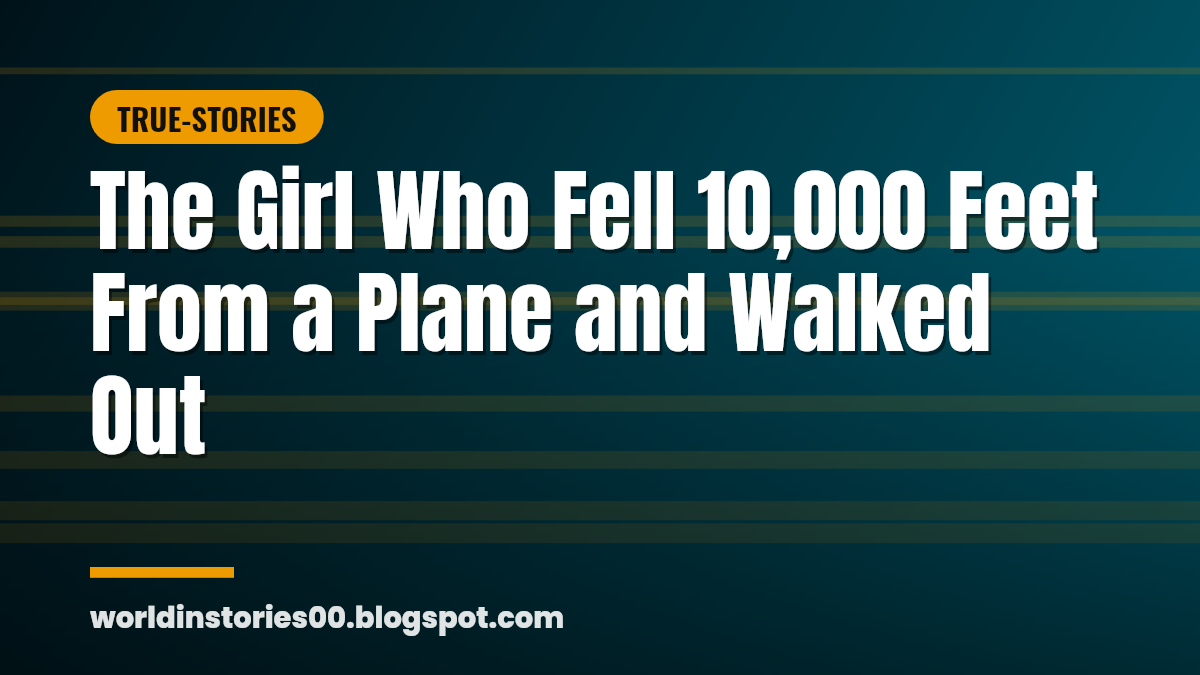 TRUE-STORIES
The Girl Who Fell 10,000 Feet
From a Plane and Walked
Out
worldinstories00.blogspot.com